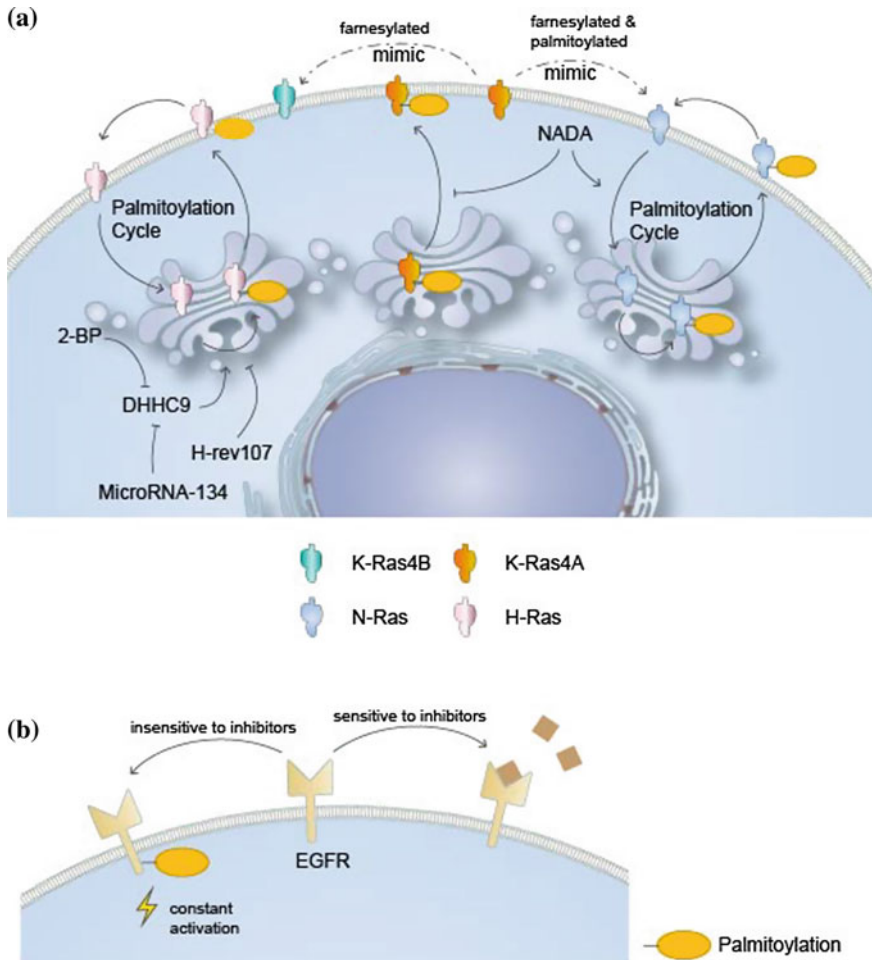 (a)
farnesylated
mimic
farnesylated &
palmitoylated
mimic
NADA
Palmitoylation
Cycle
Palmitoylation
Cycle
2-BP
DHHC9
H-rev107
MicroRNA-134
K-Ras4B
K-Ras4A
N-Ras
H-Ras
(b)
insensitive to inhibitors
sensitive to inhibitors
EGFR
constant
activation
Palmitoylation